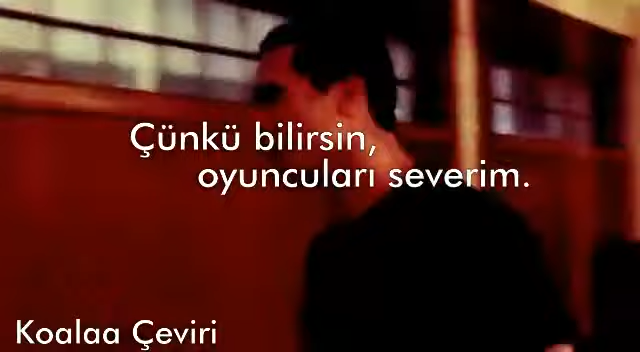 Çünkü bilirsin,
oyuncuları severim.
Koalaa Çeviri